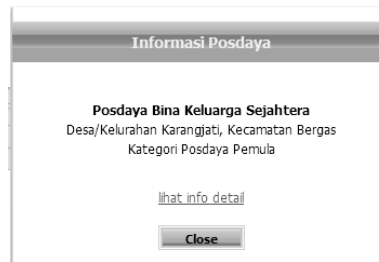 Informasi Posdaya
Posdaya Bina Keluarga Sejahtera
Desa/Kelurahan Karangjati, Kecamatan Bergas
Kategori Posdaya Pemula
lihat info detail
Close